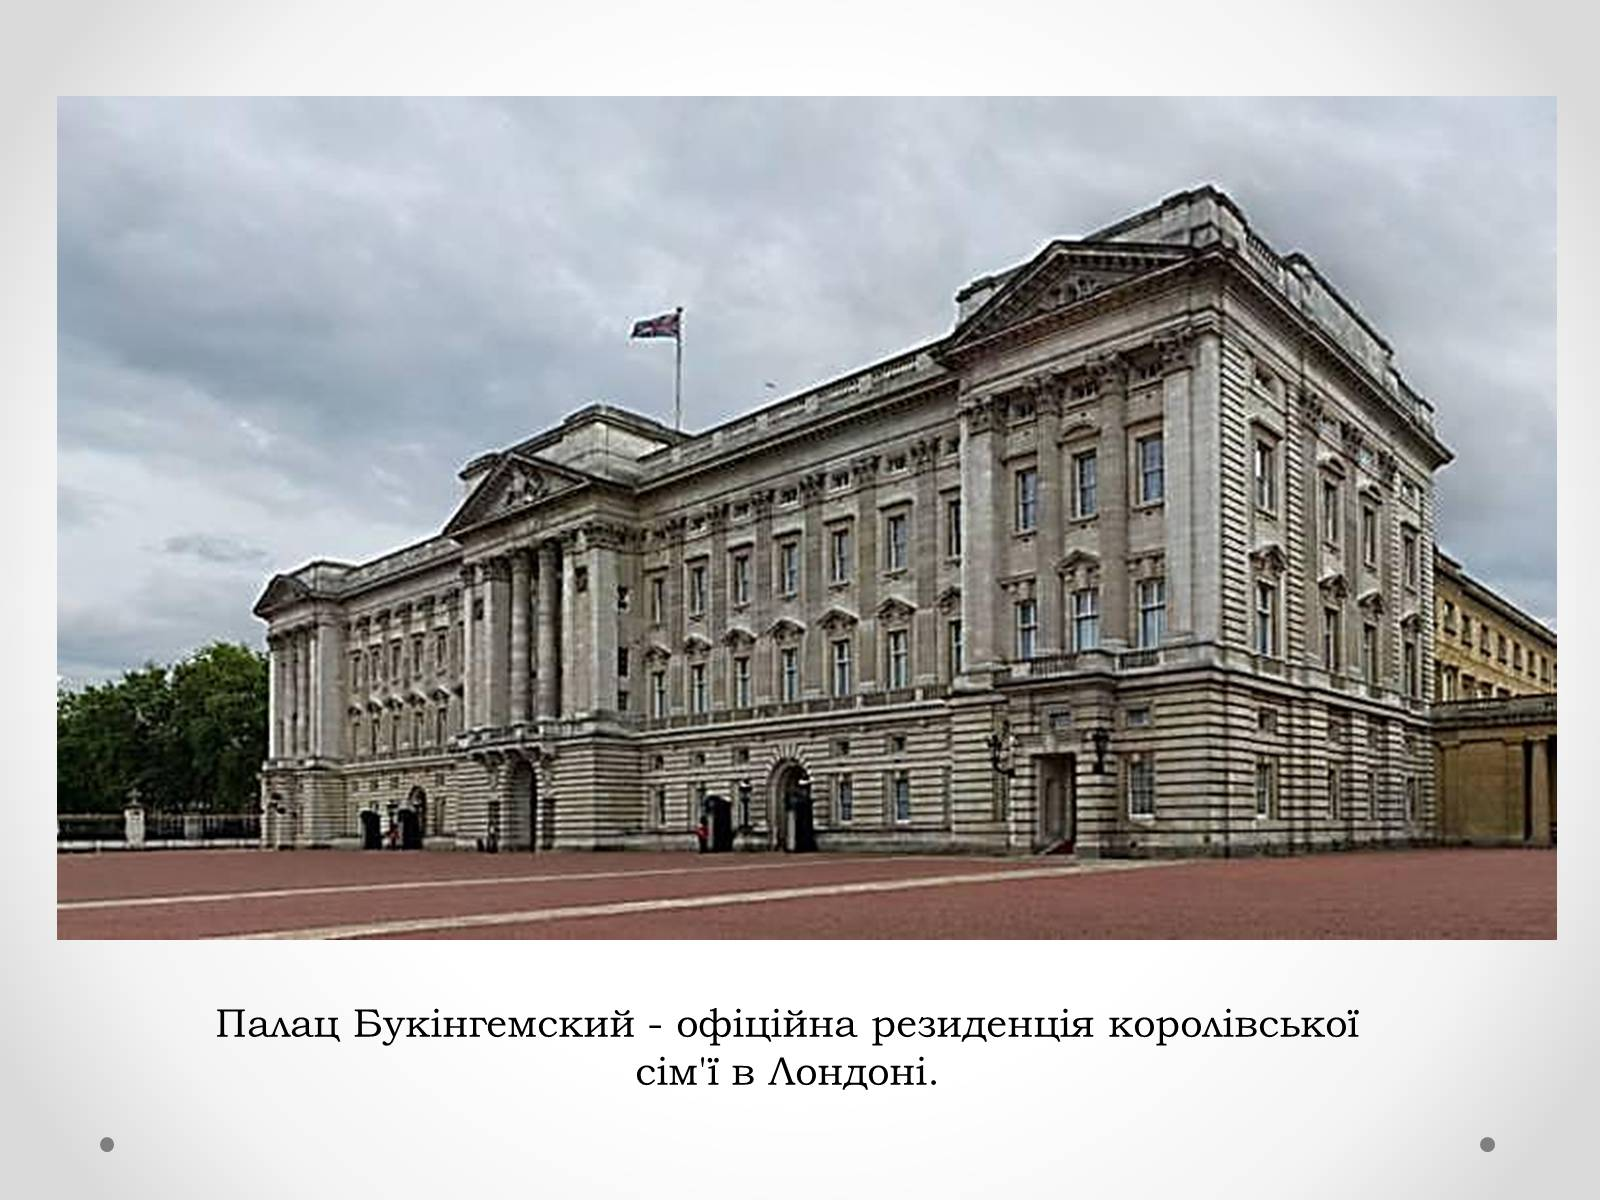 Палац Букінгемский - офіційна резиденція королівської
сім'ї в Лондоні.